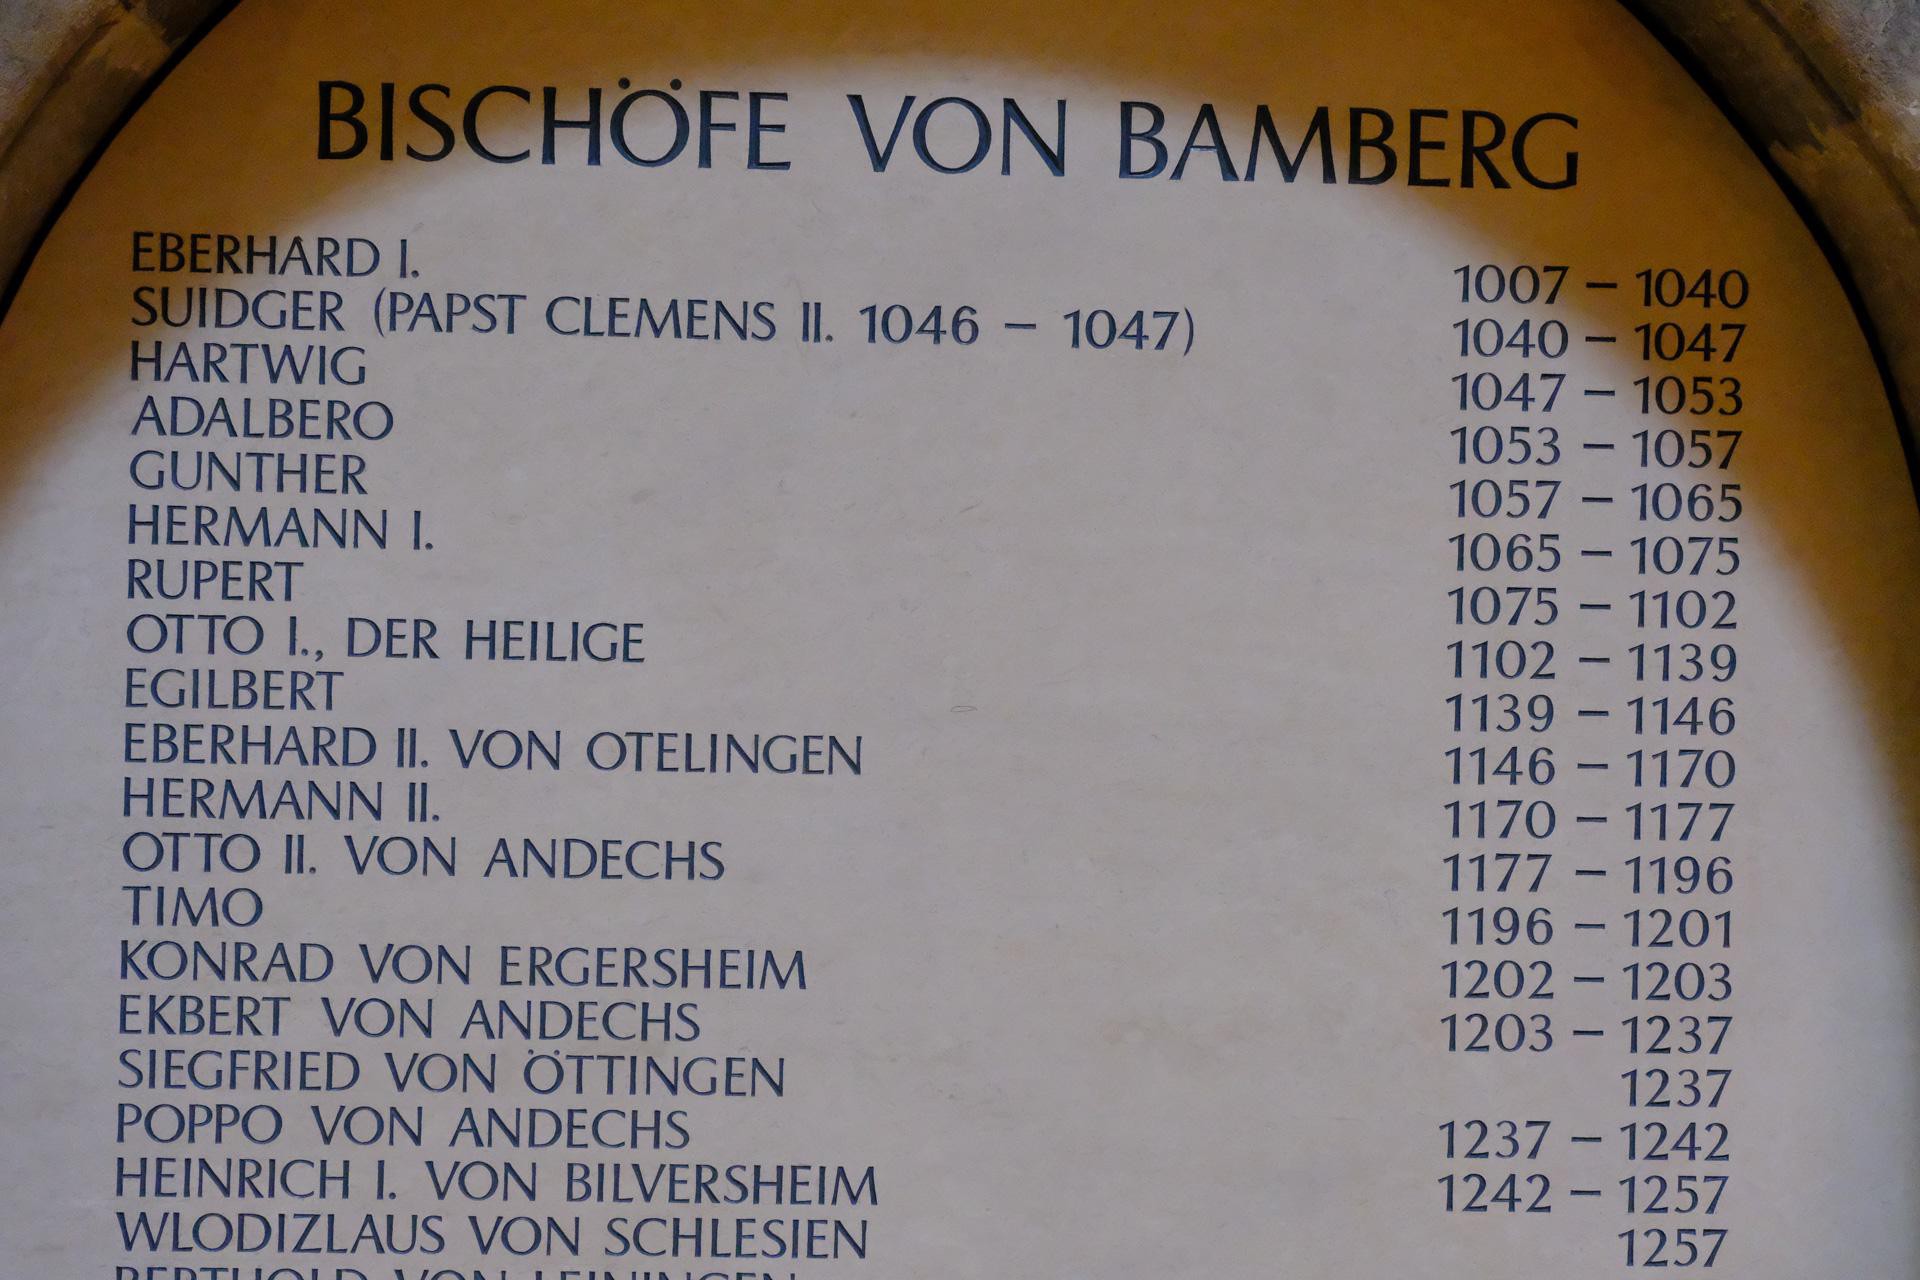 BISCHÖFE VON BAMBERG
EBERHARD I. 1007 – 1040
SUIDGER (PAPST CLEMENS II. 1046 – 1047) 1040 – 1047
HARTWIG 1047 – 1053
ADALBERO 1053 – 1057
GUNTHER 1057 – 1065
HERMANN I. 1065 – 1075
RUPERT 1075 – 1102
OTTO I., DER HEILIGE 1102 – 1139
EGILBERT 1139 – 1146
EBERHARD II. VON OTELINGEN 1146 – 1170
HERMANN II. 1170 – 1177
OTTO II. VON ANDECHS 1177 – 1196
TIMO 1196 – 1201
KONRAD VON ERGERSHEIM 1202 – 1203
EKBERT VON ANDECHS 1203 – 1237
SIEGFRIED VON ÖTTINGEN 1237
POPPO VON ANDECHS 1237 – 1242
HEINRICH I. VON BILVERSHEIM 1242 – 1257
WLODIZLAUS VON SCHLESIEN 1257
BERTHOLD VON LEININGEN